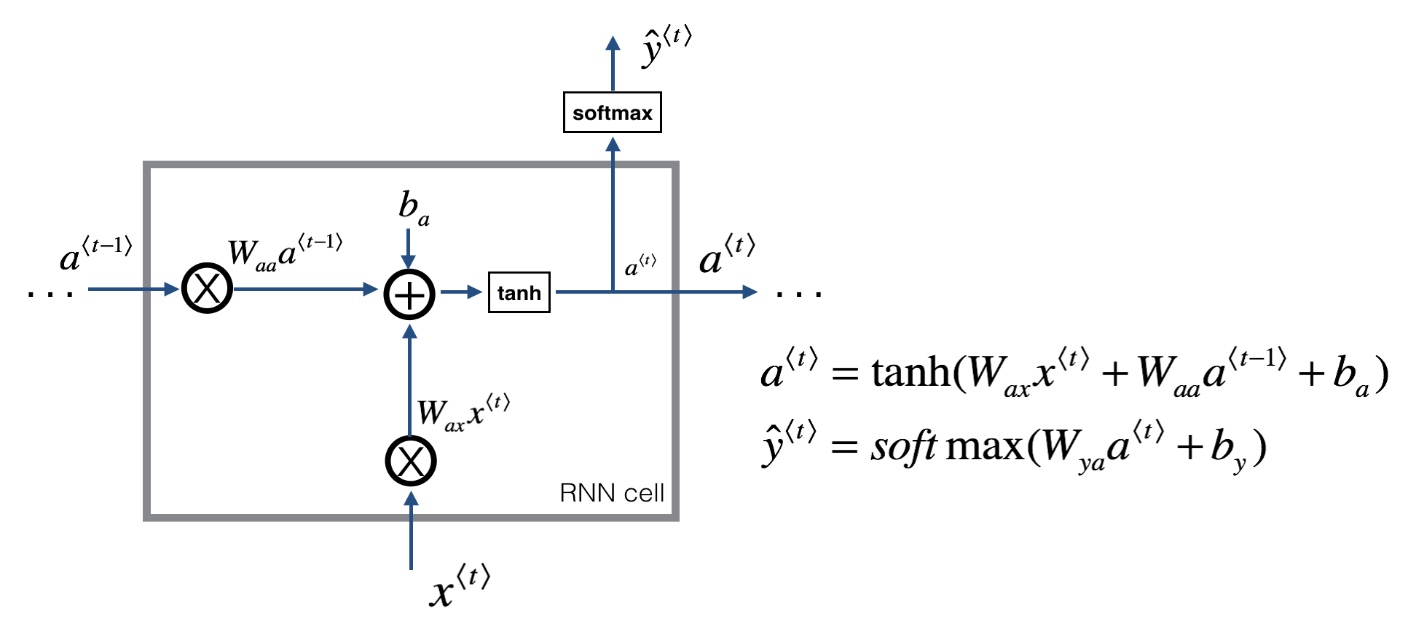 ŷ⟨t⟩
softmax
b_a
a⟨t−1⟩
W_aa a⟨t−1⟩
a⟨t⟩
a⟨t⟩
. . .
+
tanh
. . .
a⟨t⟩ = tanh(W_ax x⟨t⟩ + W_aa a⟨t−1⟩ + b_a)
W_ax x⟨t⟩
ŷ⟨t⟩ = soft max(W_ya a⟨t⟩ + b_y)
RNN cell
x⟨t⟩